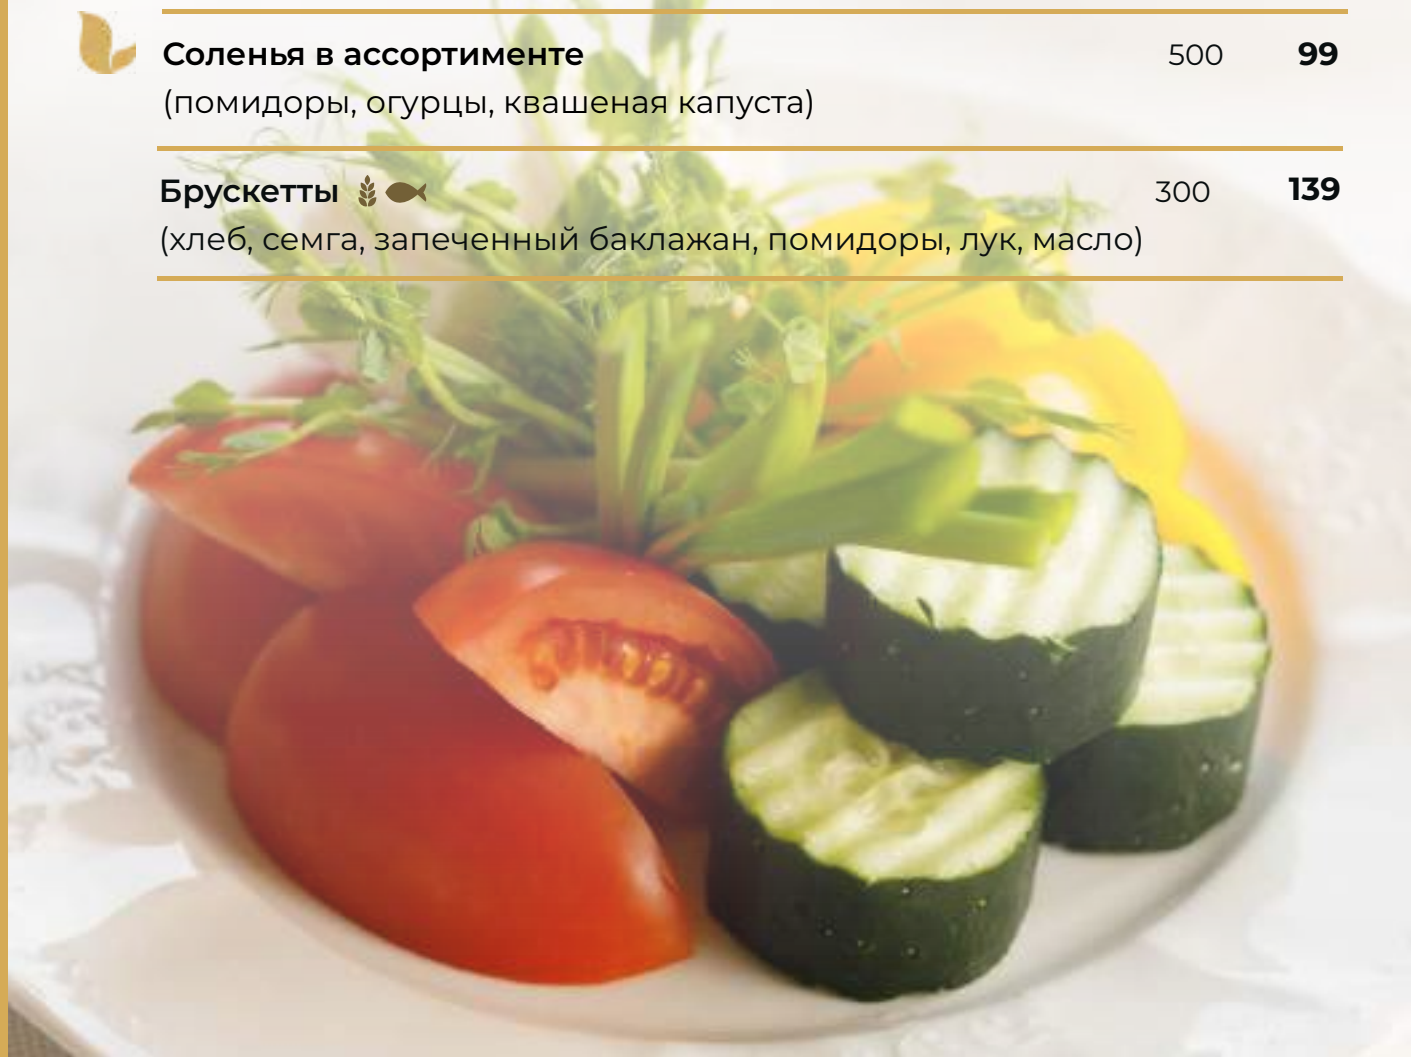 Соленья в ассортименте 500 99
(помидоры, огурцы, квашеная капуста)
Брускетты 300 139
(хлеб, семга, запеченный баклажан, помидоры, лук, масло)